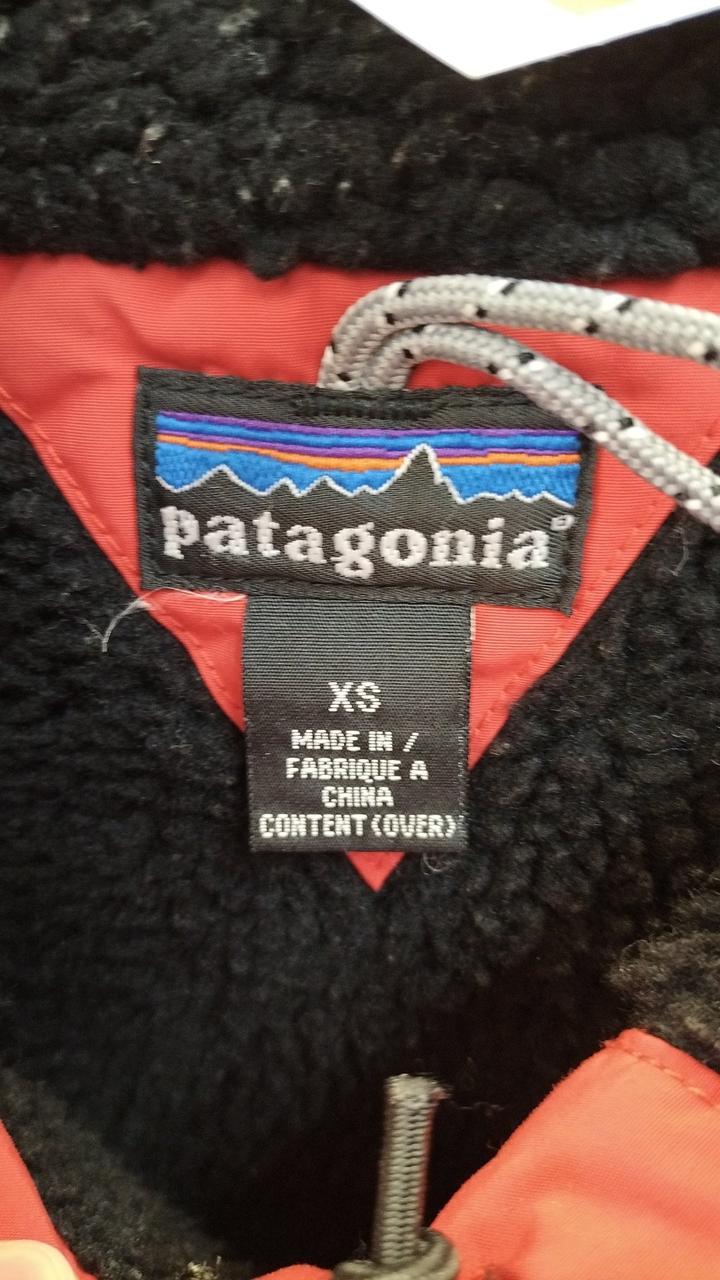 patagonia®
XS
MADE IN /
FABRIQUE A
CHINA
CONTENT (OVER)